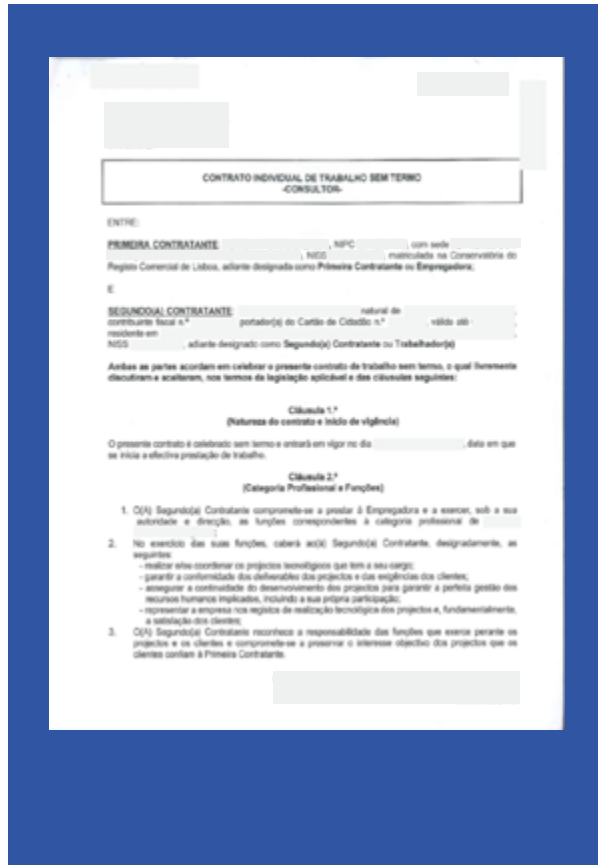 CONTRATO INDIVIDUAL DE TRABALHO SEM TERMO
-CONSULTOR-
ENTRE:
PRIMEIRA CONTRATANTE , NIPC , com sede
, NISS , matriculada na Conservatória do
Registo Comercial de Lisboa, adiante designada como Primeira Contratante ou Empregadora;
E
SEGUNDO(A) CONTRATANTE: natural de ,
contribuinte fiscal n.º portador(a) do Cartão de Cidadão n.º , válido até ,
residente em ,
NISS , adiante designado como Segundo(a) Contratante ou Trabalhador(a)
Ambas as partes acordam em celebrar o presente contrato de trabalho sem termo, o qual livremente
discutiram e aceitaram, nos termos da legislação aplicável e das cláusulas seguintes:
Cláusula 1.ª
(Natureza do contrato e início de vigência)
O presente contrato é celebrado sem termo e entrará em vigor no dia , data em que
se inicia a efectiva prestação de trabalho.
Cláusula 2.ª
(Categoria Profissional e Funções)
1. O(A) Segundo(a) Contratante compromete-se a prestar à Empregadora e a exercer, sob a sua
autoridade e direcção, as funções correspondentes à categoria profissional de
;
2. No exercício das suas funções, caberá ao(à) Segundo(a) Contratante, designadamente, as
seguintes:
- realizar e/ou coordenar os projectos tecnológicos que tem a seu cargo;
- garantir a conformidade dos deliverables dos projectos e das exigências dos clientes;
- assegurar a continuidade do desenvolvimento dos projectos para garantir a perfeita gestão dos
recursos humanos implicados, incluindo a sua própria participação;
- representar a empresa nos registos de realização tecnológica dos projectos e, fundamentalmente,
a satisfação dos clientes;
3. O(A) Segundo(a) Contratante reconhece a responsabilidade das funções que exerce perante os
projectos e os clientes e compromete-se a preservar o interesse objectivo dos projectos que os
clientes confiam à Primeira Contratante.